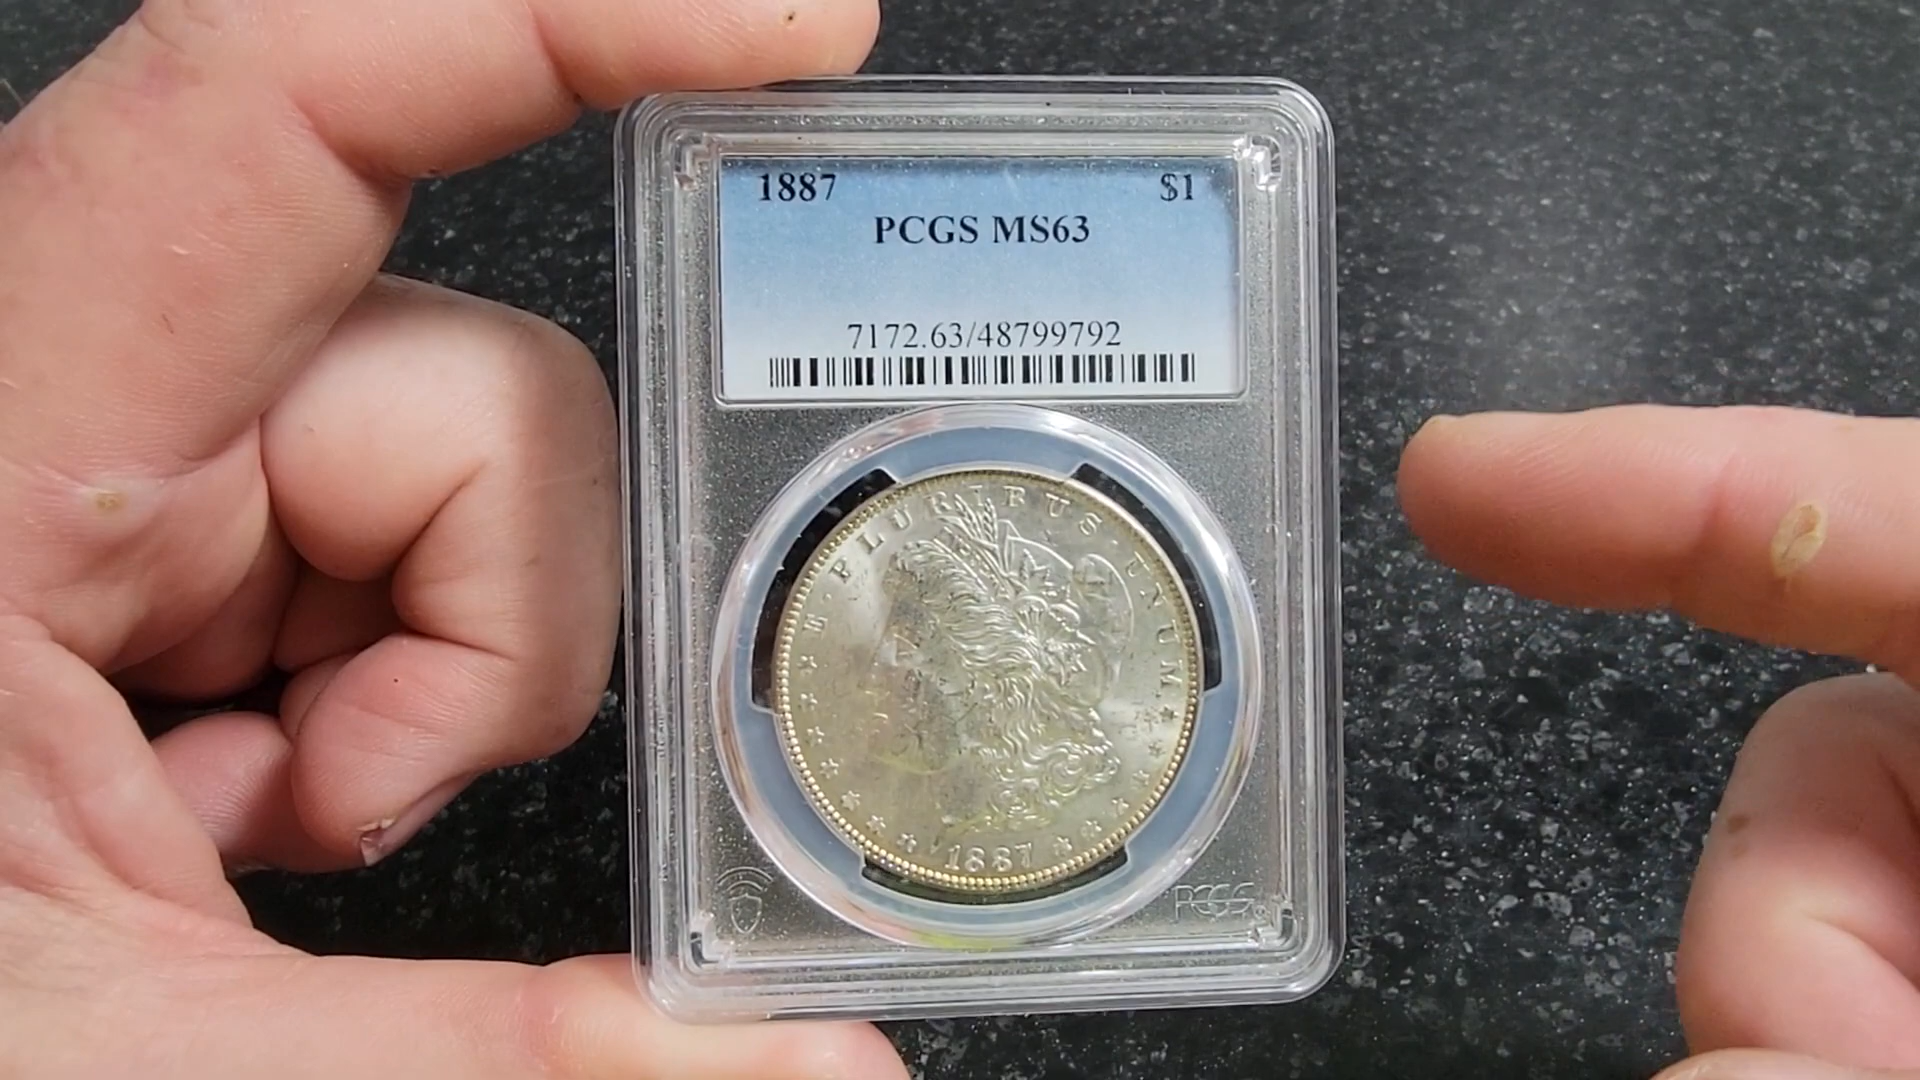 1887 $1
PCGS MS63
7172.63/48799792
E · PLURIBUS · UNUM
1887
PCGS